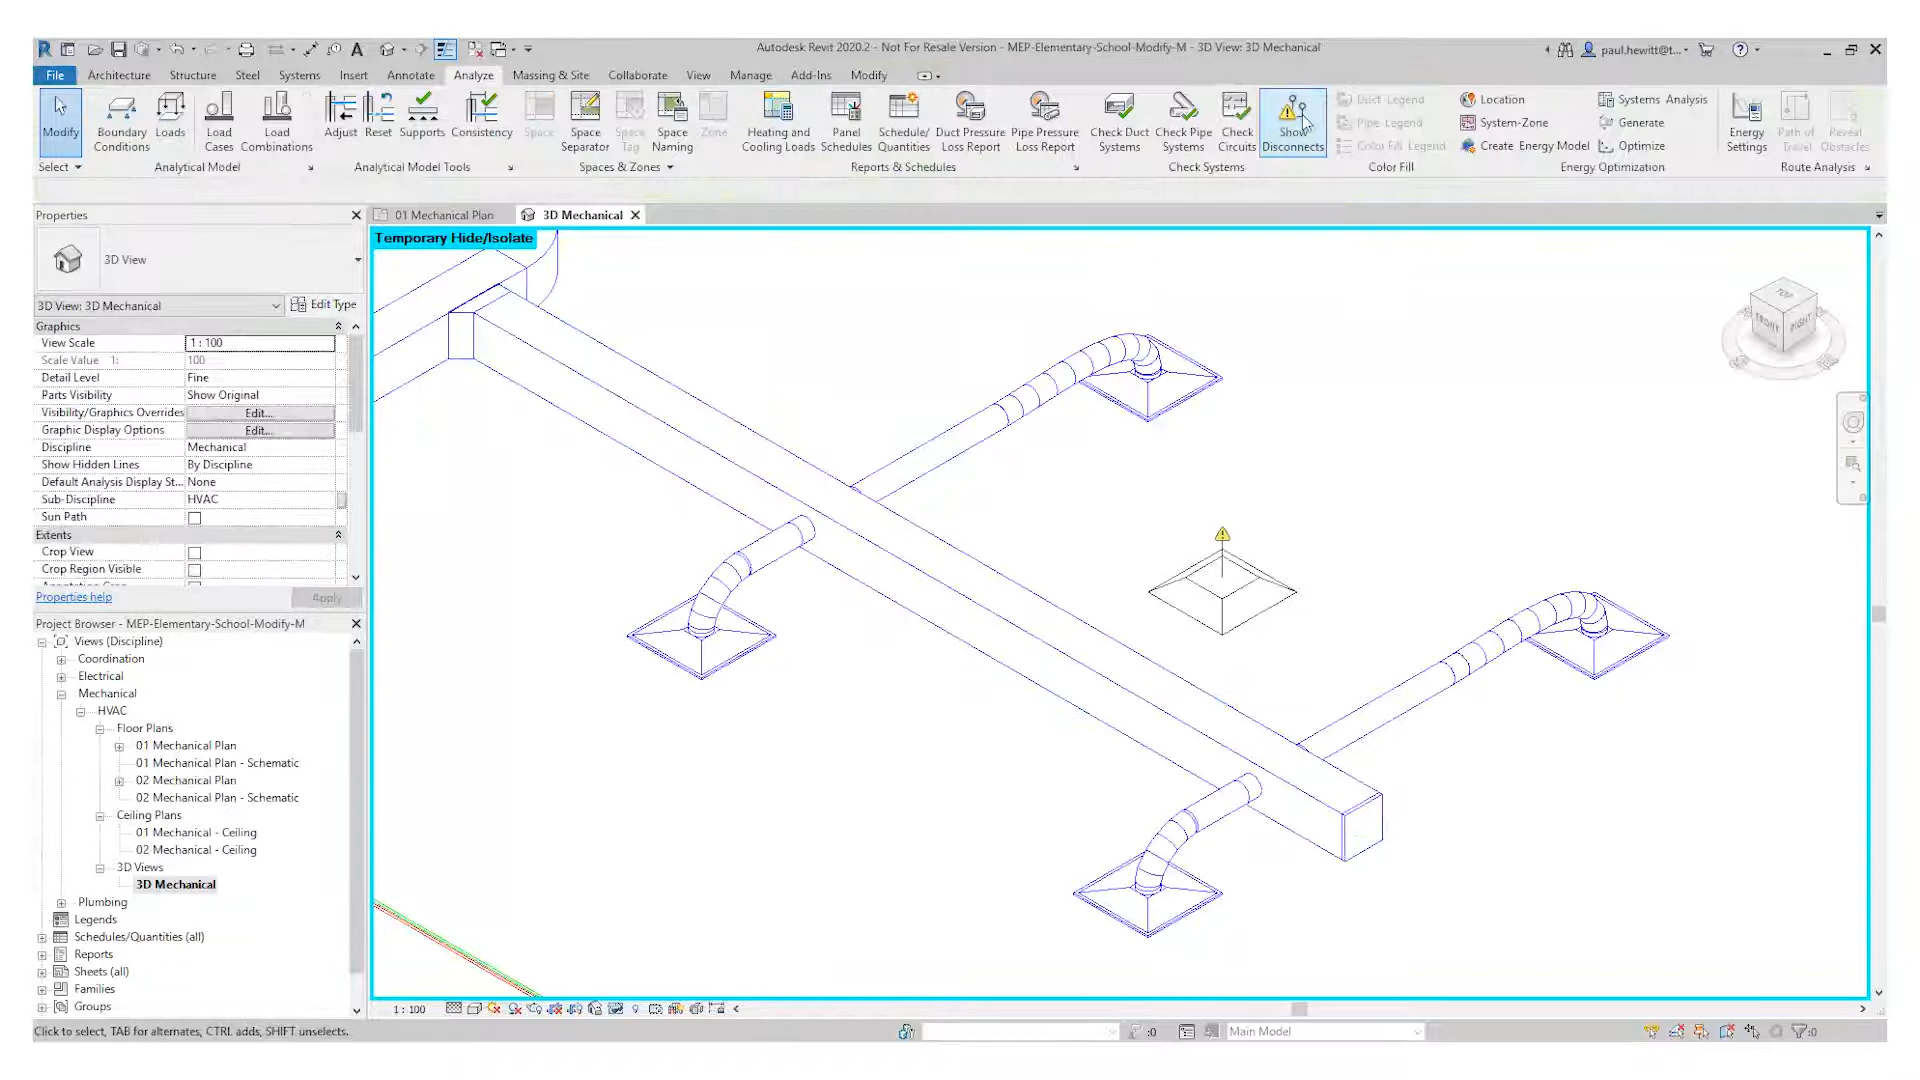 Autodesk Revit 2020.2 - Not For Resale Version - MEP-Elementary-School-Modify-M - 3D View: 3D Mechanical
paul.hewitt@t...
File Architecture Structure Steel Systems Insert Annotate Analyze Massing & Site Collaborate View Manage Add-Ins Modify
Modify
Boundary Conditions
Loads
Load Cases
Load Combinations
Adjust
Reset
Supports
Consistency
Space
Space Separator
Space Tag
Space Naming
Zone
Heating and Cooling Loads
Panel Schedules
Schedule/ Quantities
Duct Pressure Loss Report
Pipe Pressure Loss Report
Check Duct Systems
Check Pipe Systems
Check Circuits
Show Disconnects
Duct Legend
Pipe Legend
Color Fill Legend
Location
System-Zone
Create Energy Model
Systems Analysis
Generate
Optimize
Energy Settings
Path of Travel
Reveal Obstacles
Select
Analytical Model
Analytical Model Tools
Spaces & Zones
Reports & Schedules
Check Systems
Color Fill
Energy Optimization
Route Analysis
Properties
01 Mechanical Plan
3D Mechanical
Temporary Hide/Isolate
TOP
FRONT
RIGHT
3D View
3D View: 3D Mechanical
Edit Type
Graphics
View Scale 1 : 100
Scale Value 1: 100
Detail Level Fine
Parts Visibility Show Original
Visibility/Graphics Overrides Edit...
Graphic Display Options Edit...
Discipline Mechanical
Show Hidden Lines By Discipline
Default Analysis Display St... None
Sub-Discipline HVAC
Sun Path
Extents
Crop View
Crop Region Visible
Properties help
Apply
Project Browser - MEP-Elementary-School-Modify-M
Views (Discipline)
Coordination
Electrical
Mechanical
HVAC
Floor Plans
01 Mechanical Plan
01 Mechanical Plan - Schematic
02 Mechanical Plan
02 Mechanical Plan - Schematic
Ceiling Plans
01 Mechanical - Ceiling
02 Mechanical - Ceiling
3D Views
3D Mechanical
Plumbing
Legends
Schedules/Quantities (all)
Reports
Sheets (all)
Families
Groups
1 : 100
Click to select, TAB for alternates, CTRL adds, SHIFT unselects.
:0
Main Model
:0